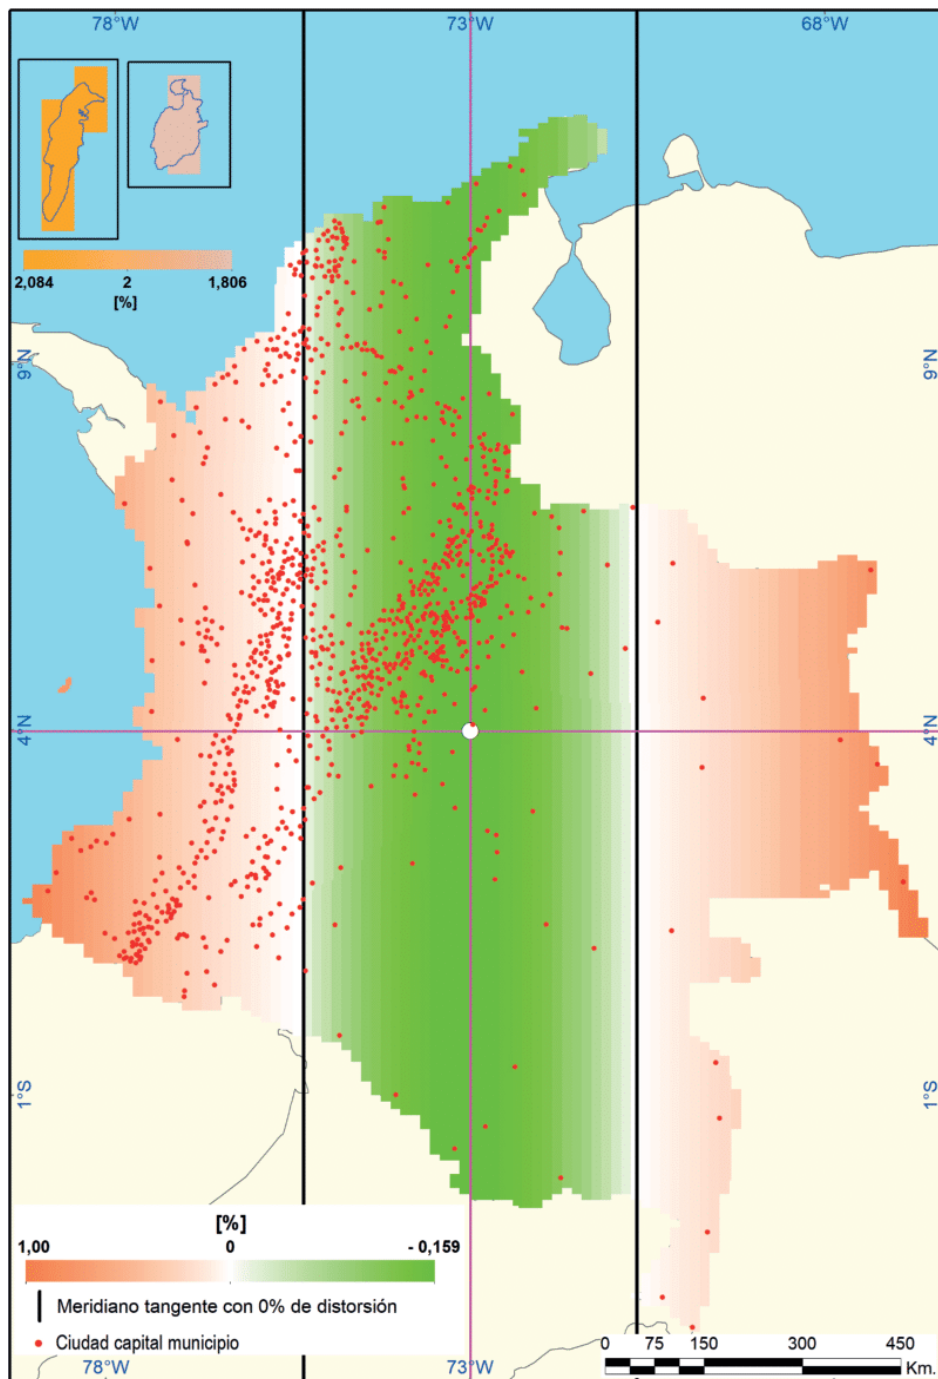 78°W 73°W 68°W
2,084 2 1,806
[%]
9°N 9°N
4°N 4°N
1°S 1°S
[%]
1,00 0 - 0,159
Meridiano tangente con 0% de distorsión
Ciudad capital municipio
78°W 73°W
0 75 150 300 450
Km.